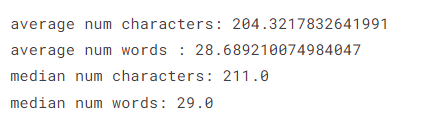 average num characters: 204.3217832641991
average num words : 28.689210074984047
median num characters: 211.0
median num words: 29.0